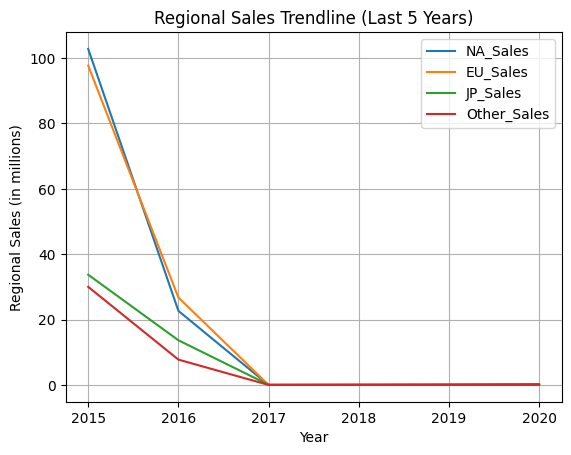 Regional Sales Trendline (Last 5 Years)
NA_Sales
EU_Sales
JP_Sales
Other_Sales
Regional Sales (in millions)
100
80
60
40
20
0
2015 2016 2017 2018 2019 2020
Year